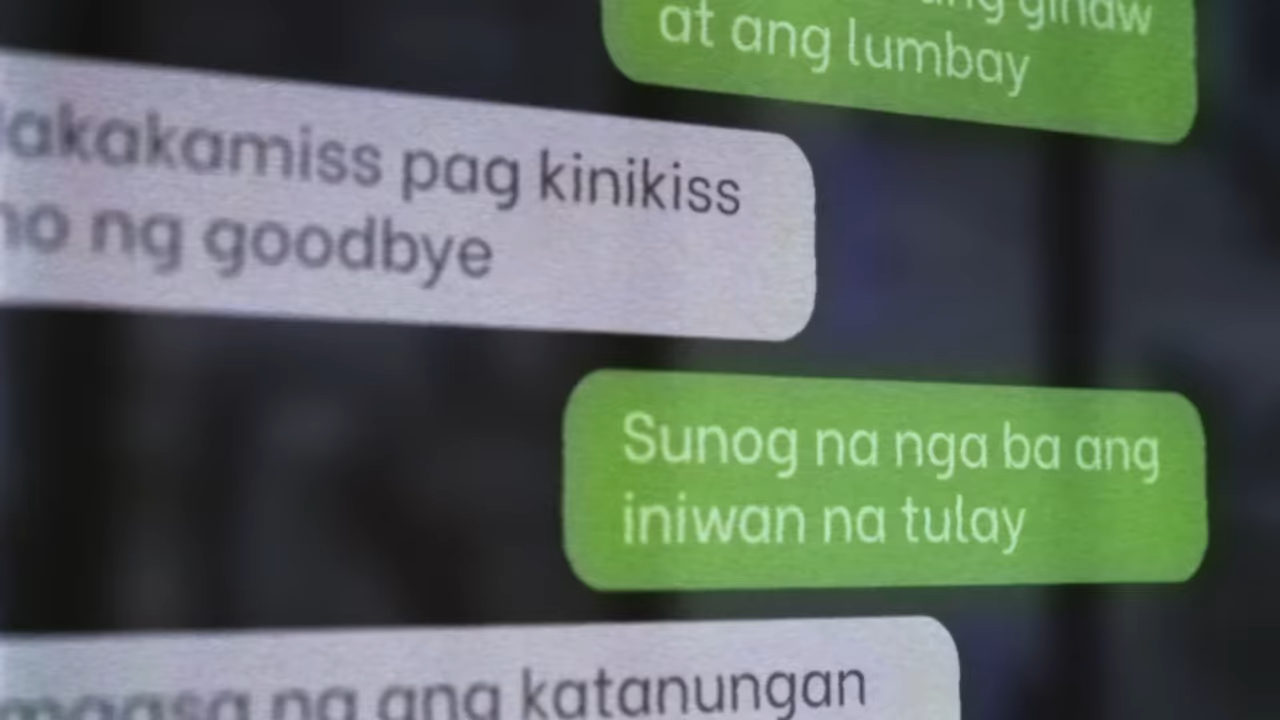 at ang lumbay
pag kinikiss
ng goodbye
Sunog na nga ba ang
iniwan na tulay
na ang katanungan